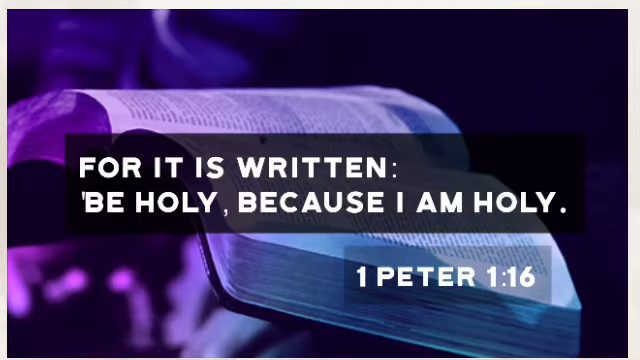 FOR IT IS WRITTEN:
'BE HOLY, BECAUSE I AM HOLY.
1 PETER 1:16